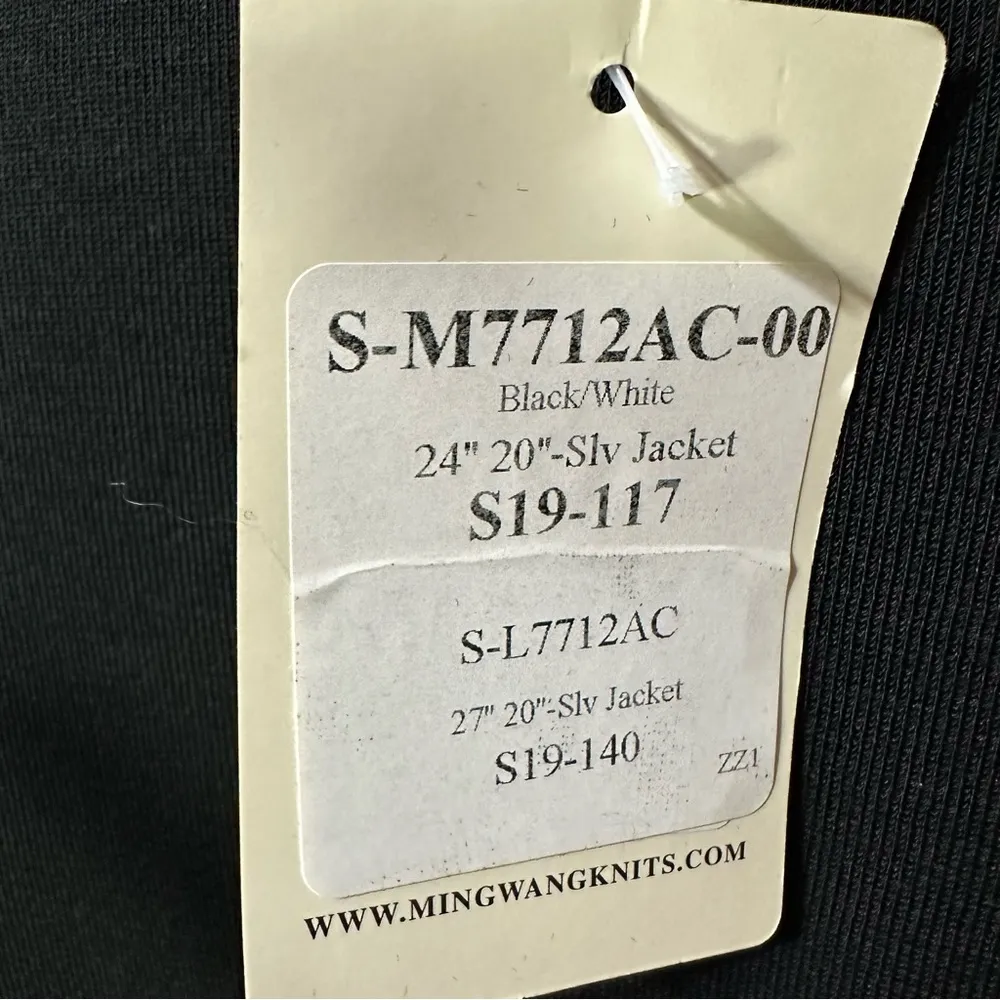 S-M7712AC-00
Black/White
24" 20"-Slv Jacket
S19-117
S-L7712AC
27" 20"-Slv Jacket
S19-140
ZZ1
WWW.MINGWANGKNITS.COM